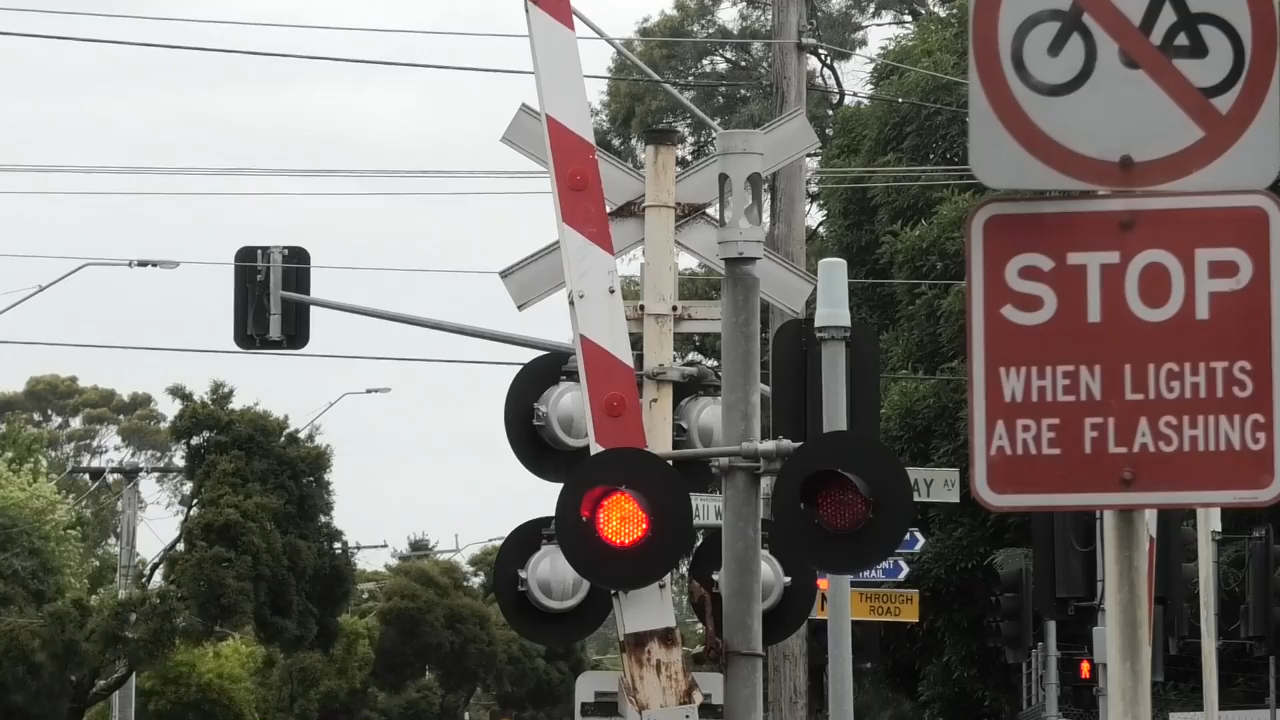 STOP
WHEN LIGHTS
ARE FLASHING
AY AV
TRAIL
THROUGH
ROAD